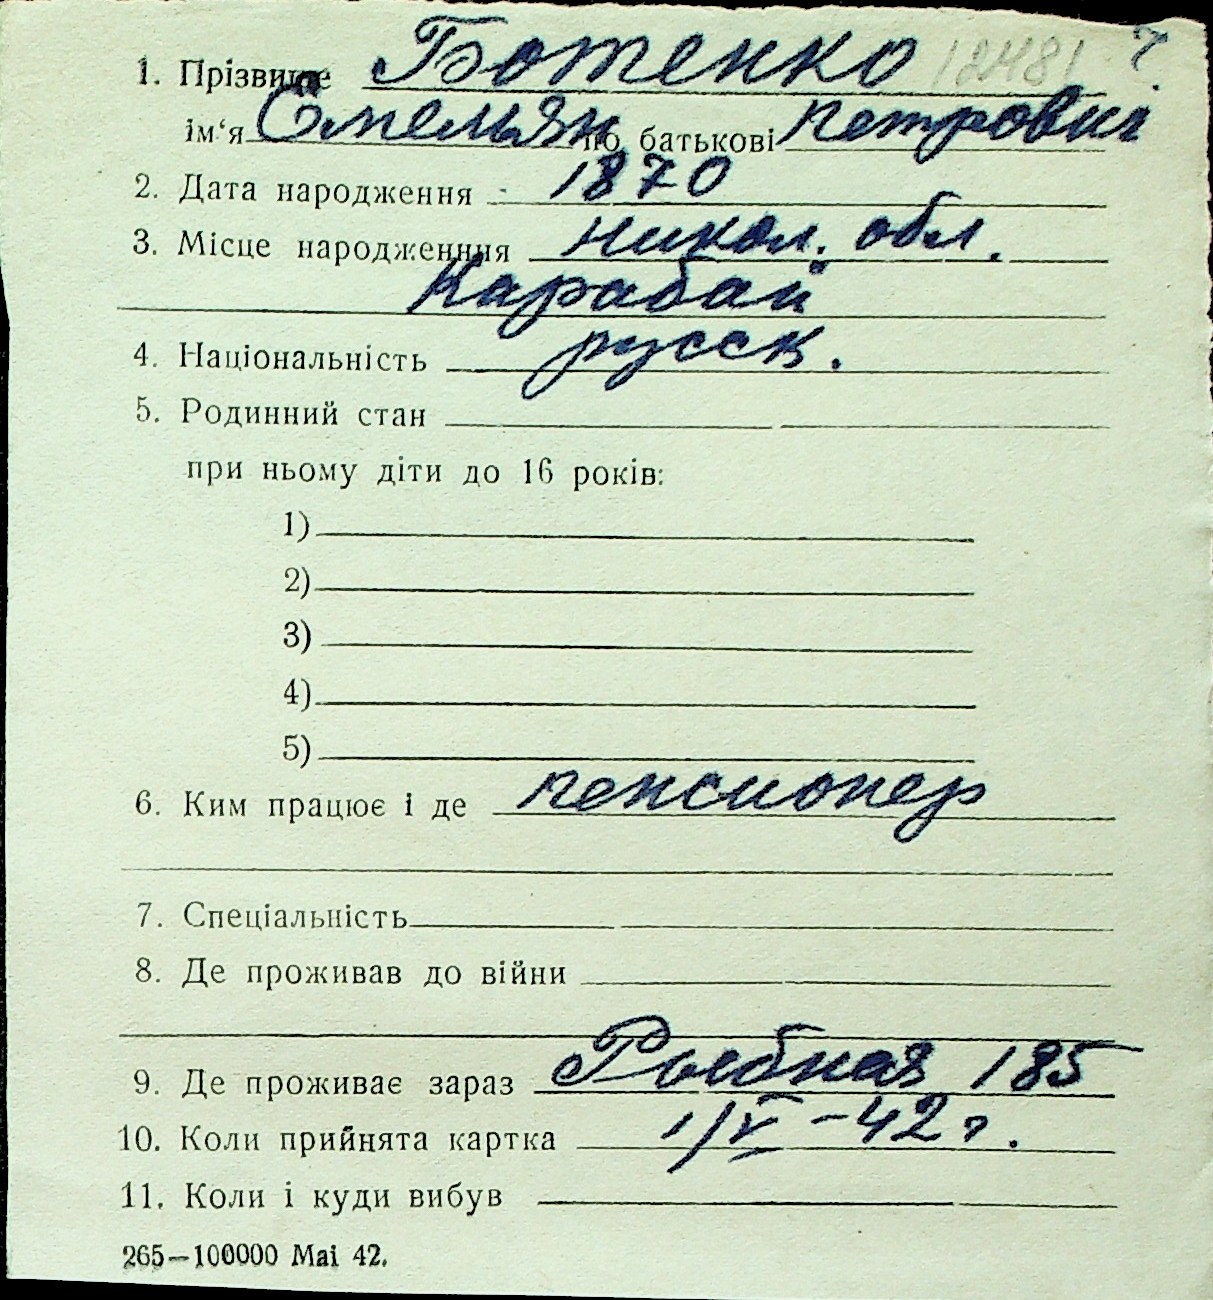 1. Прізвище Ботенко 12481
ім‘я Емельян по батькові Петрович
2. Дата народження 1870
3. Місце народження Никол. обл.
Карабай
4. Національність русск.
5. Родинний стан
при ньому діти до 16 років:
1)
2)
3)
4)
5)
6. Ким працює і де пенсионер
7. Спеціальність
8. Де проживав до війни
9. Де проживає зараз Рыбная 185
10. Коли прийнята картка 1/V-42 г.
11. Коли і куди вибув
265—100000 Mai 42.